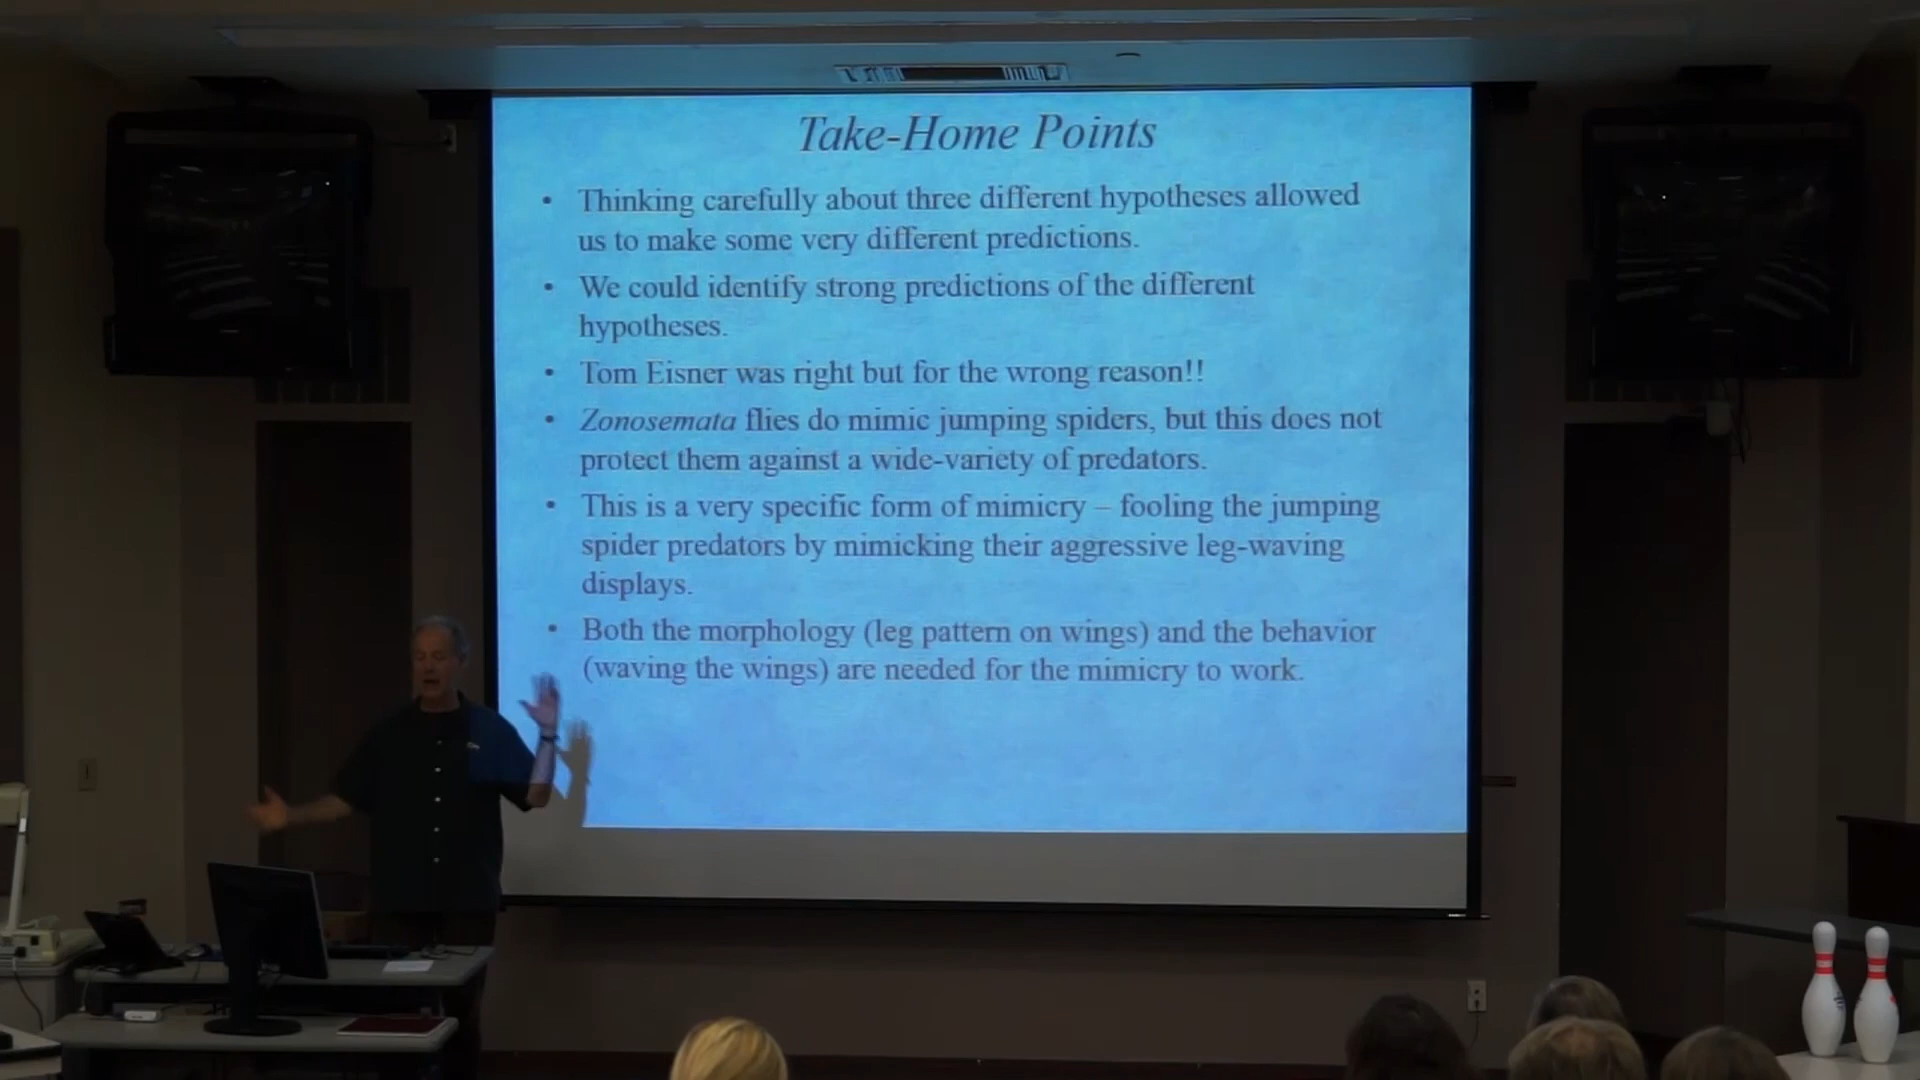 Take-Home Points
• Thinking carefully about three different hypotheses allowed
us to make some very different predictions.
• We could identify strong predictions of the different
hypotheses.
• Tom Eisner was right but for the wrong reason!!
• Zonosemata flies do mimic jumping spiders, but this does not
protect them against a wide-variety of predators.
• This is a very specific form of mimicry – fooling the jumping
spider predators by mimicking their aggressive leg-waving
displays.
• Both the morphology (leg pattern on wings) and the behavior
(waving the wings) are needed for the mimicry to work.